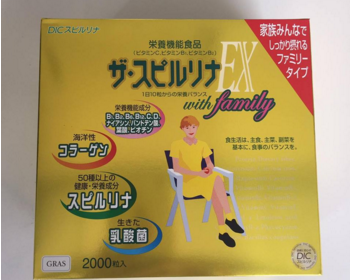 DIC スピルリナ
家族みんなで
しっかり摂れる
ファミリー
タイプ
栄養機能食品
(ビタミンC、ビタミンB1、ビタミンB2)
ザ・スピルリナEX
1日10粒からの栄養バランス
with family
栄養機能成分
B1、B2、B6、B12、C、D、
ナイアシン/パントテン酸/
葉酸/ビオチン
海洋性
コラーゲン
食生活は、主食、主菜、副菜を
基本に、食事のバランスを。
50種以上の
健康・栄養成分
スピルリナ
生きた
乳酸菌
GRAS
2000粒入
DIC